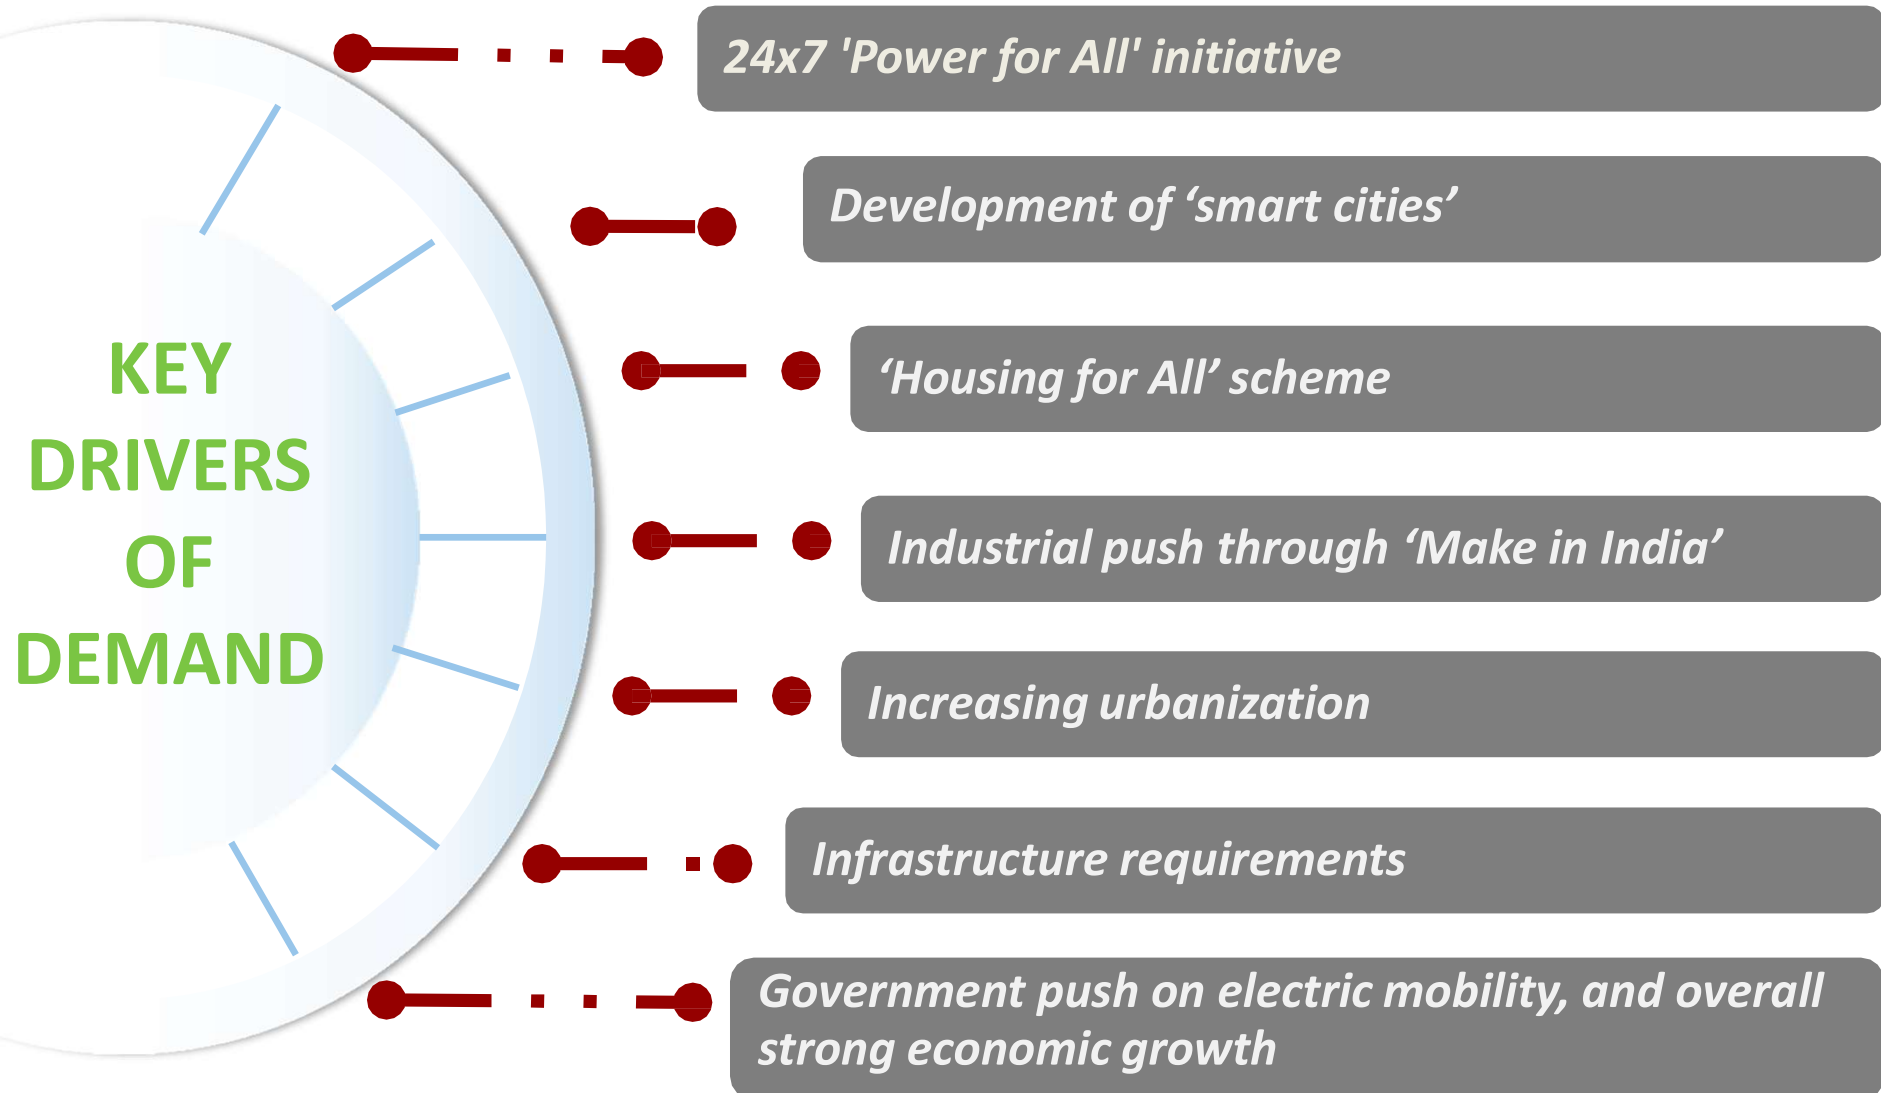 KEY
DRIVERS
OF
DEMAND
24x7 'Power for All' initiative
Development of ‘smart cities’
‘Housing for All’ scheme
Industrial push through ‘Make in India’
Increasing urbanization
Infrastructure requirements
Government push on electric mobility, and overall
strong economic growth